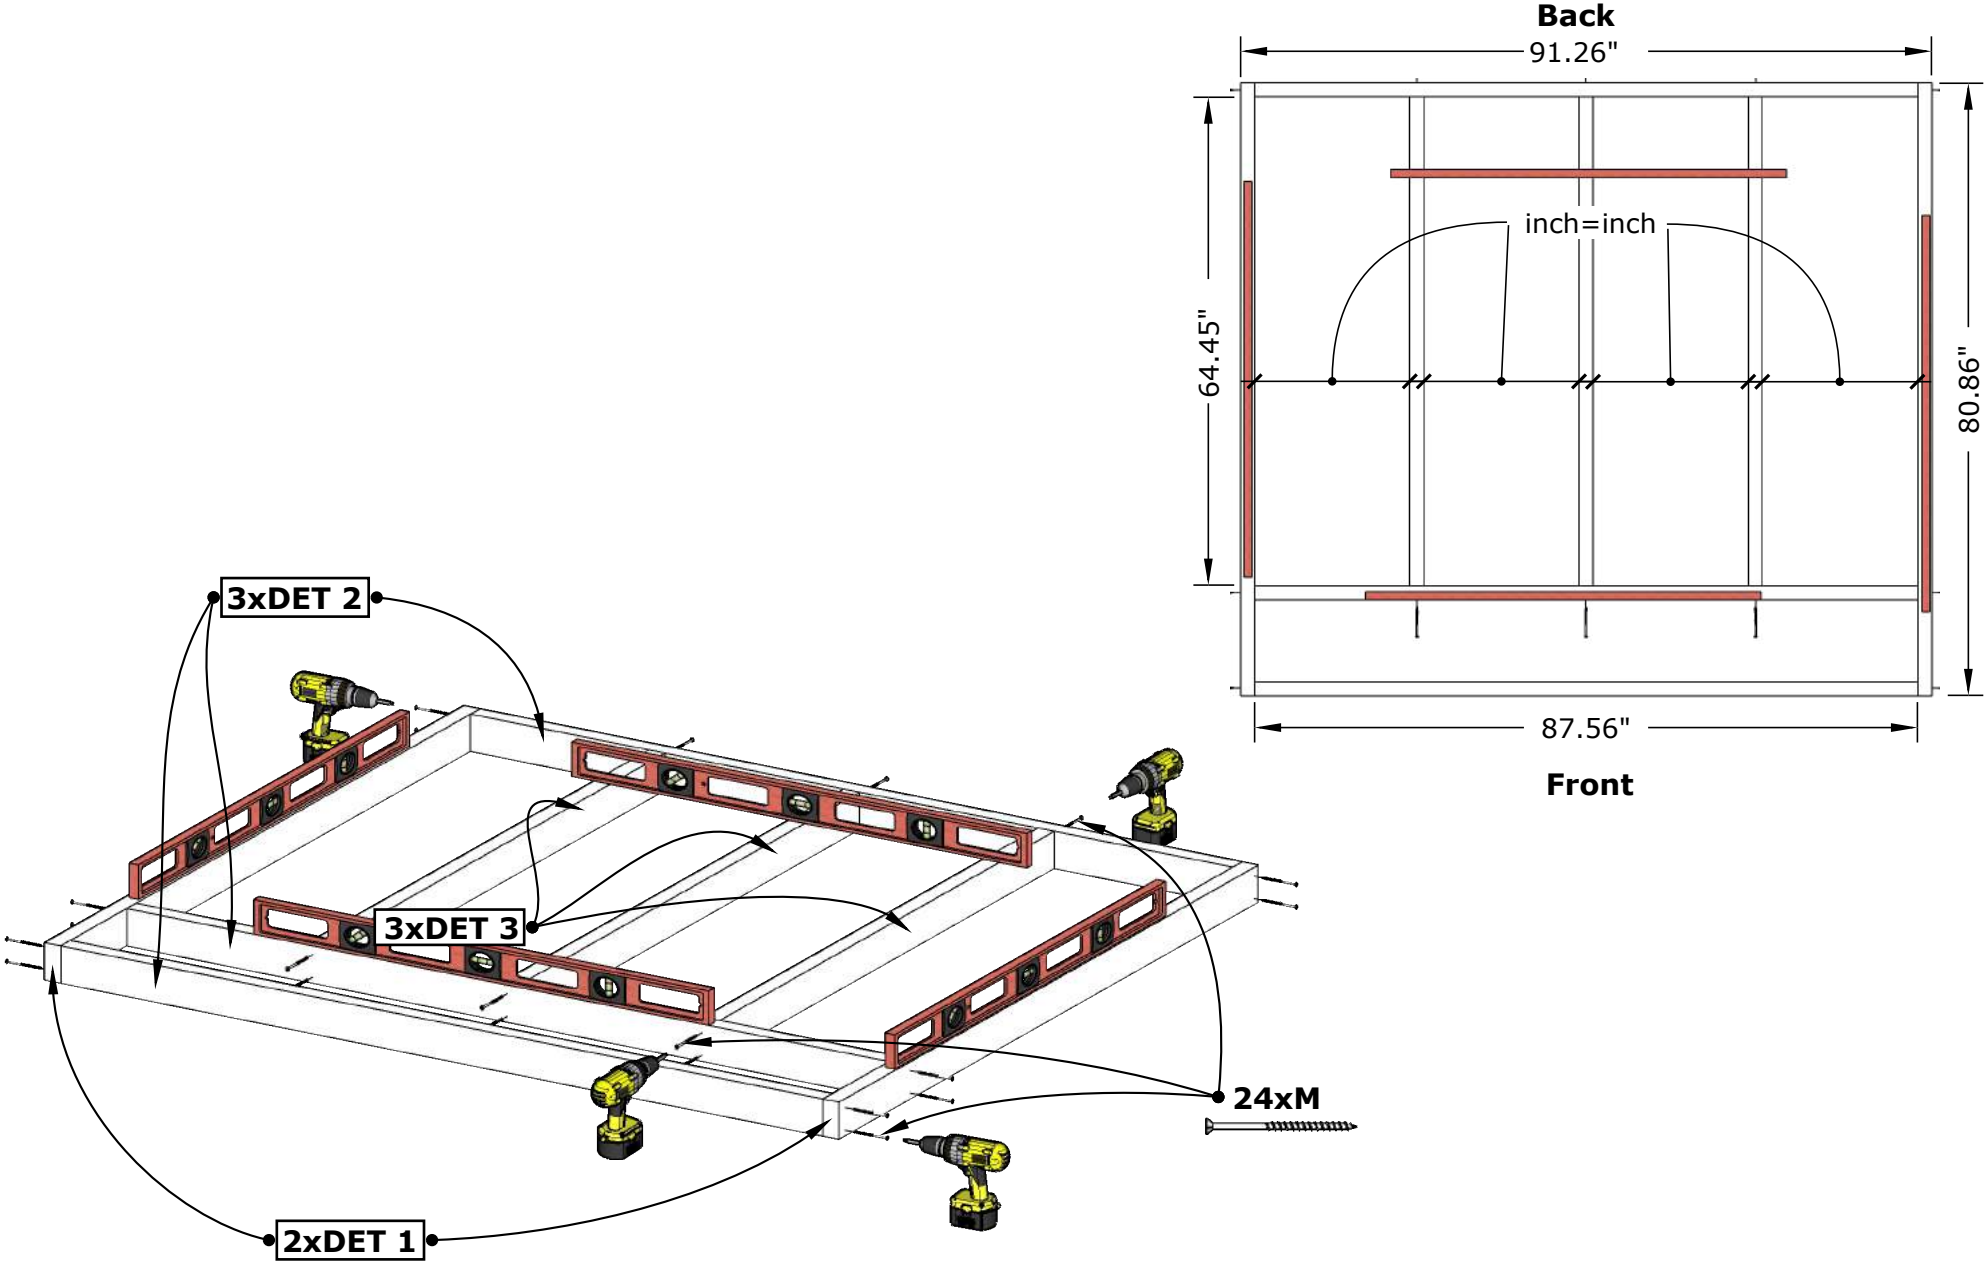 Back
91.26"
inch=inch
64.45"
80.86"
87.56"
Front
3xDET 2
3xDET 3
24xM
2xDET 1